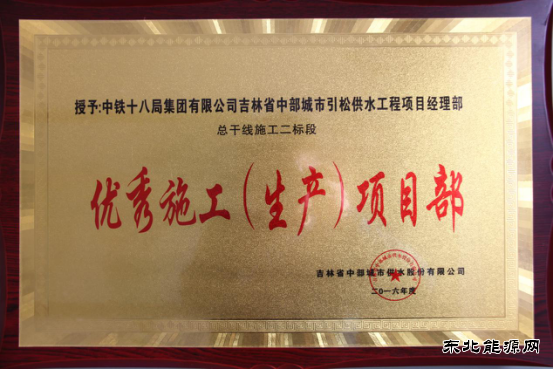 授予:中铁十八局集团有限公司吉林省中部城市引松供水工程项目经理部
总干线施工二标段
优秀施工(生产)项目部
吉林省中部城市供水股份有限公司
二〇一六年度
东北能源网